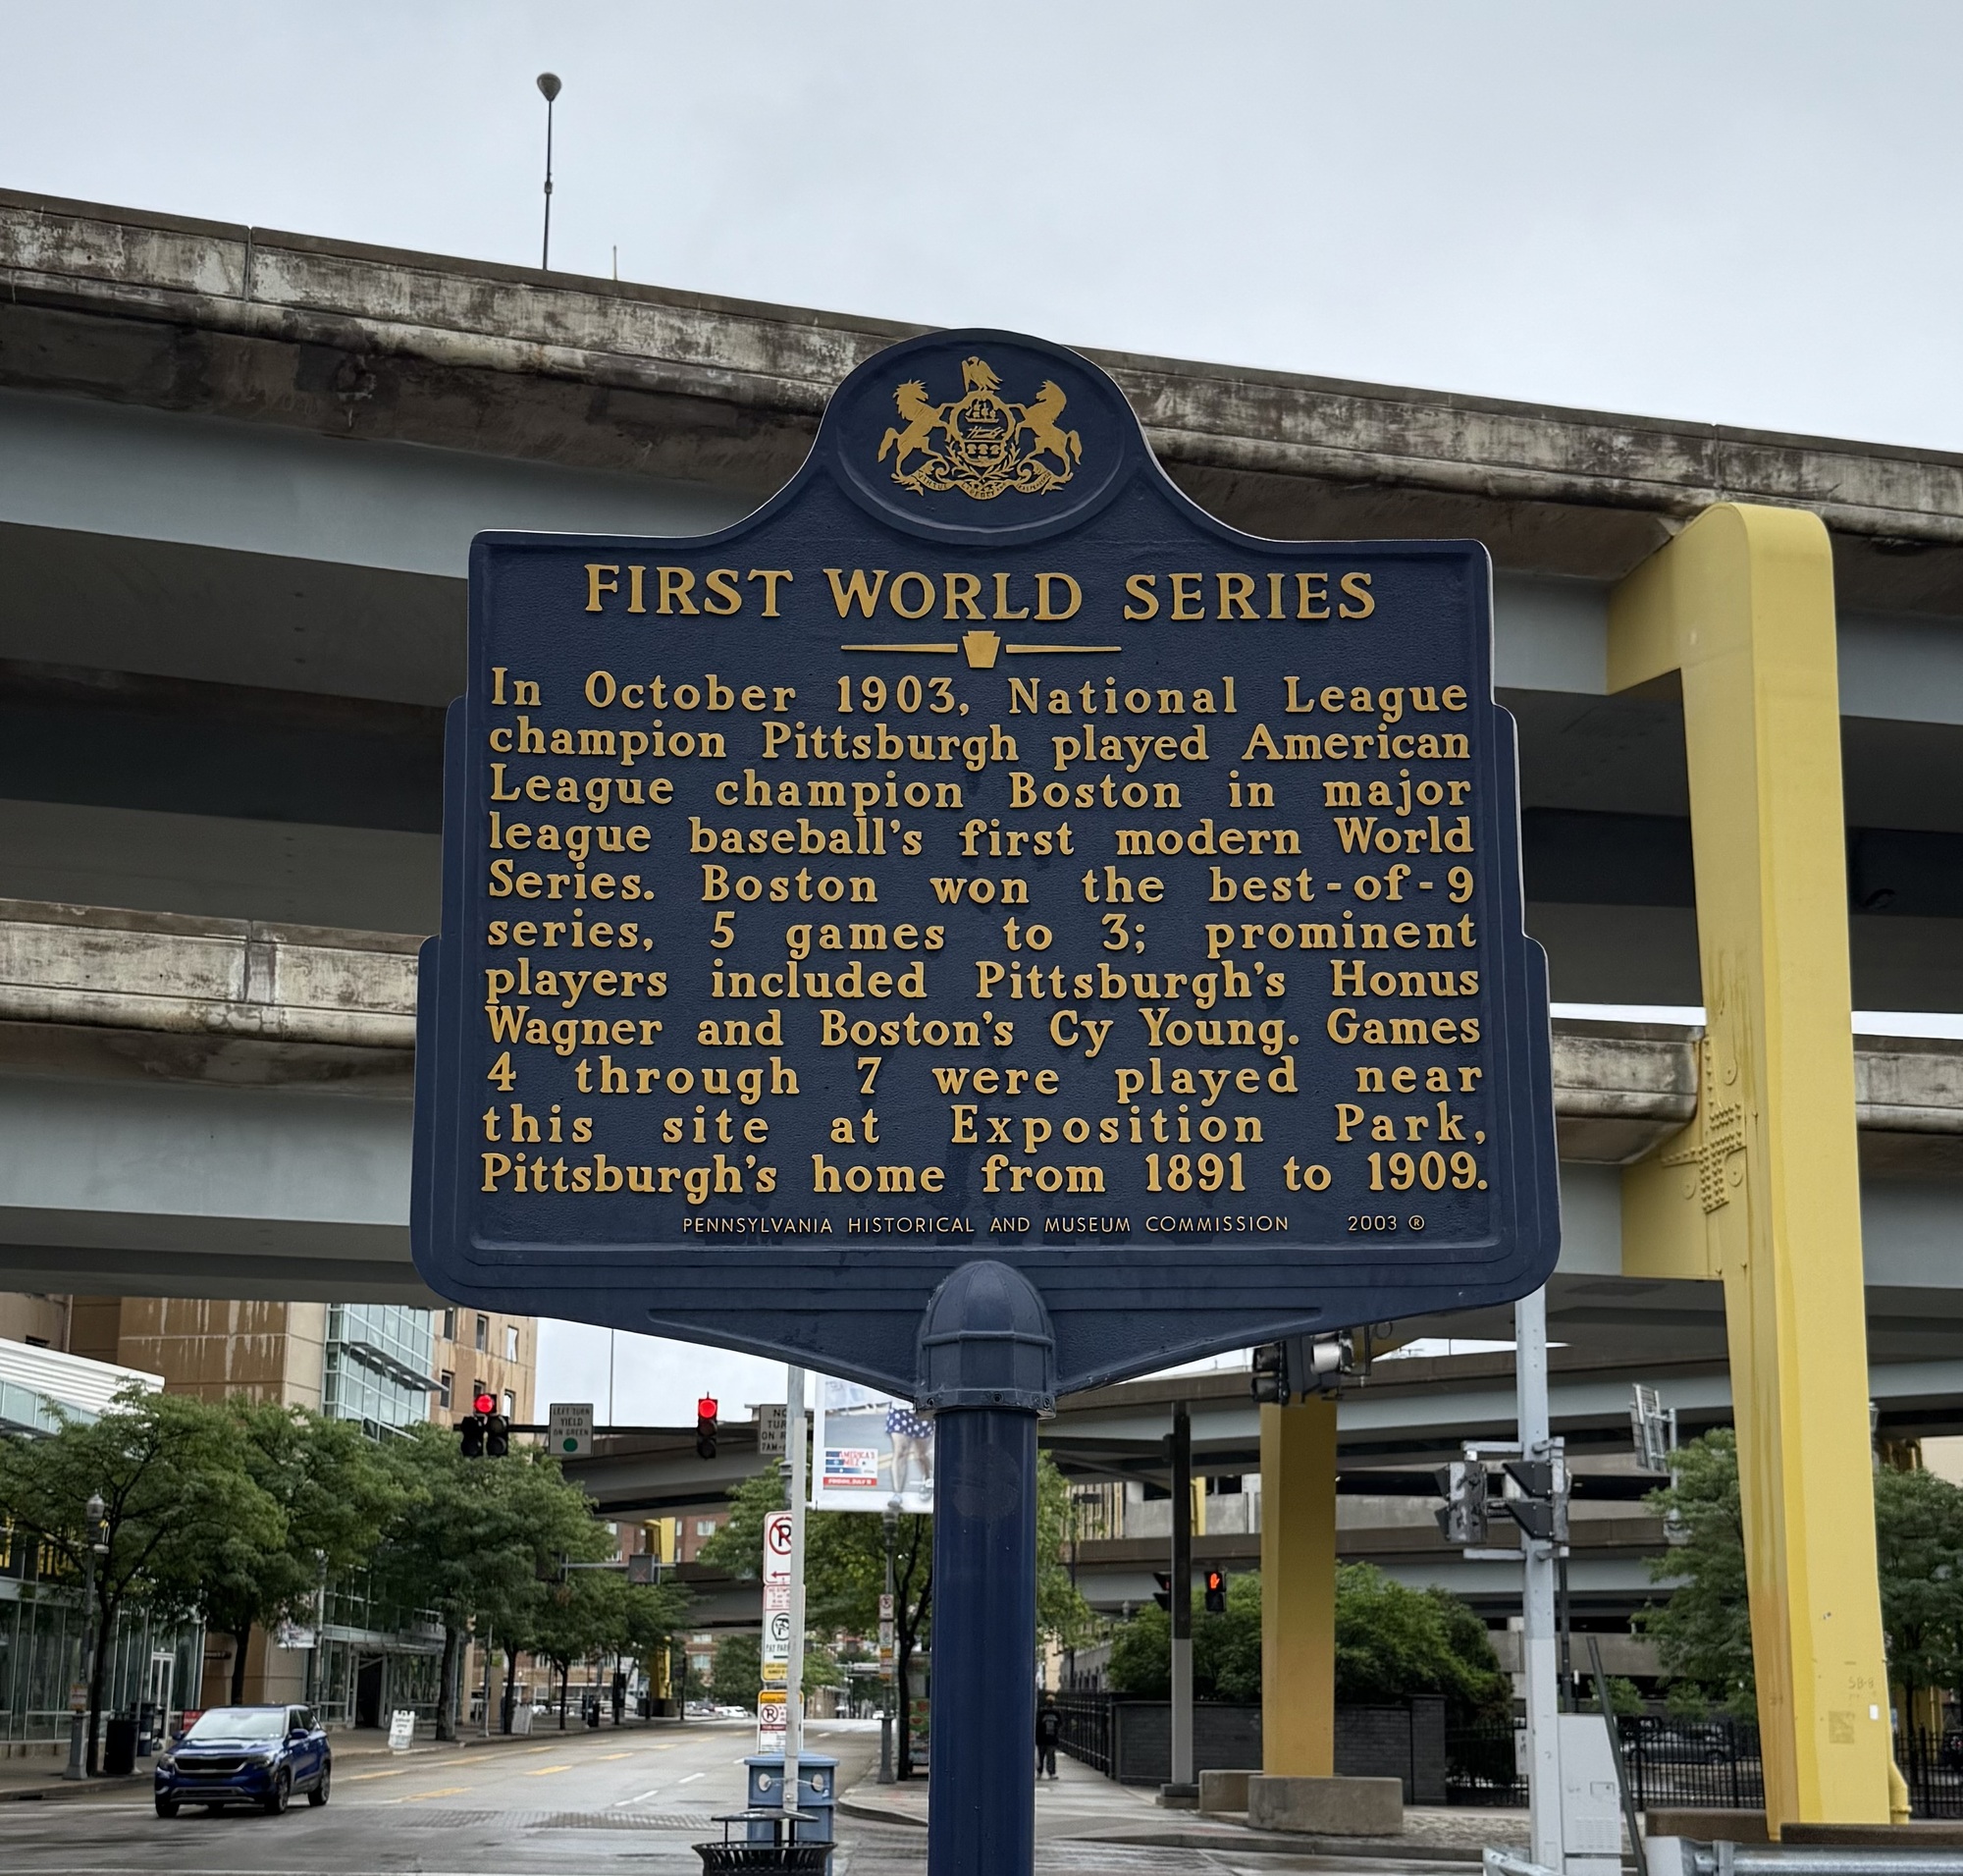 FIRST WORLD SERIES
In October 1903, National League
champion Pittsburgh played American
League champion Boston in major
league baseball's first modern World
Series. Boston won the best-of-9
series, 5 games to 3; prominent
players included Pittsburgh's Honus
Wagner and Boston's Cy Young. Games
4 through 7 were played near
this site at Exposition Park,
Pittsburgh's home from 1891 to 1909.
PENNSYLVANIA HISTORICAL AND MUSEUM COMMISSION 2003 ®
LEFT TURN
YIELD
ON GREEN
NO